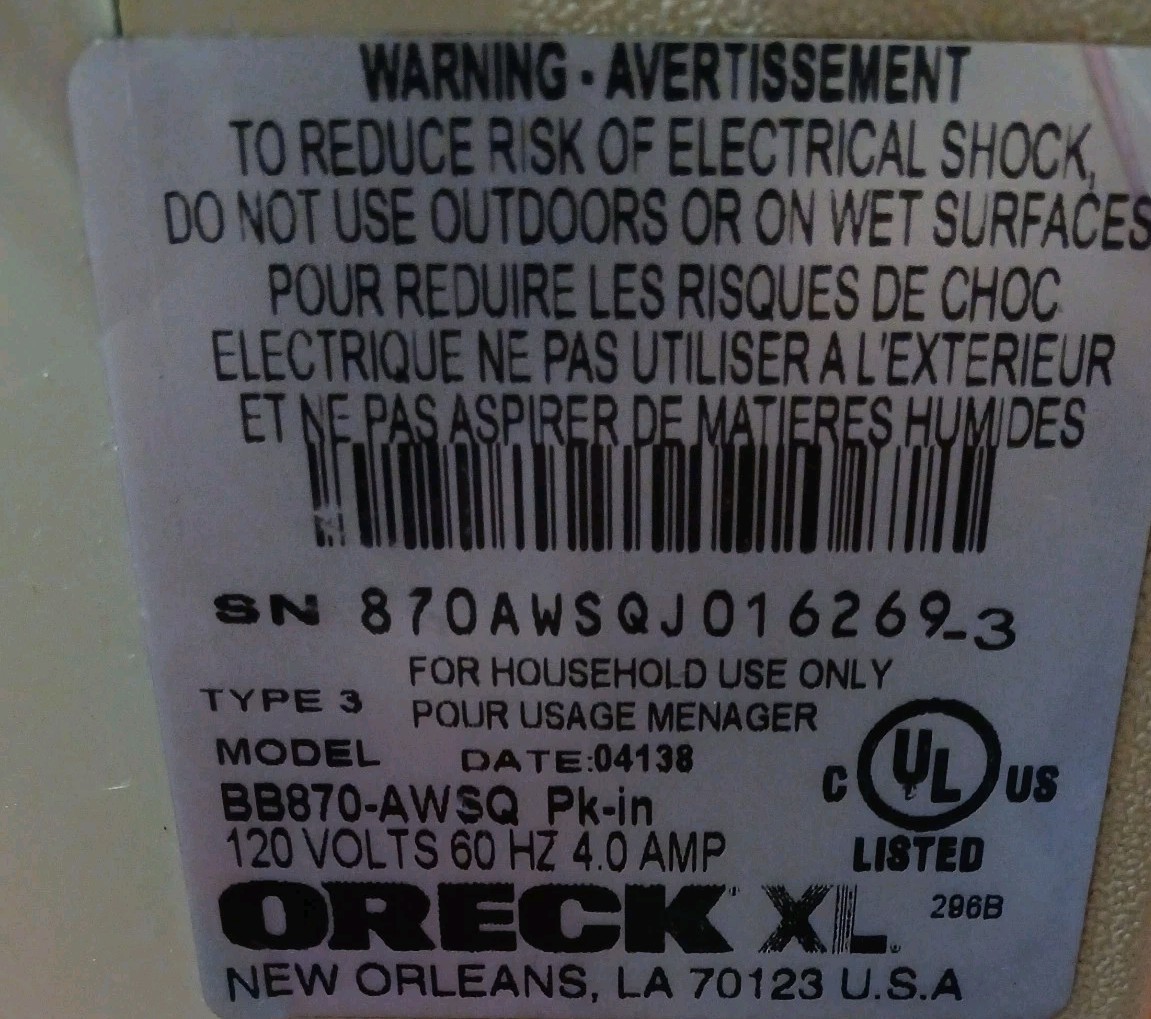 WARNING - AVERTISSEMENT
TO REDUCE RISK OF ELECTRICAL SHOCK,
DO NOT USE OUTDOORS OR ON WET SURFACES
POUR REDUIRE LES RISQUES DE CHOC
ELECTRIQUE NE PAS UTILISER A L'EXTERIEUR
ET NE PAS ASPIRER DE MATIERES HUMIDES
SN 870AWSQJ016269-3
FOR HOUSEHOLD USE ONLY
TYPE 3 POUR USAGE MENAGER
MODEL DATE:04138
BB870-AWSQ Pk-in
120 VOLTS 60 HZ 4.0 AMP
C UL US
LISTED
ORECK XL 296B
NEW ORLEANS, LA 70123 U.S.A